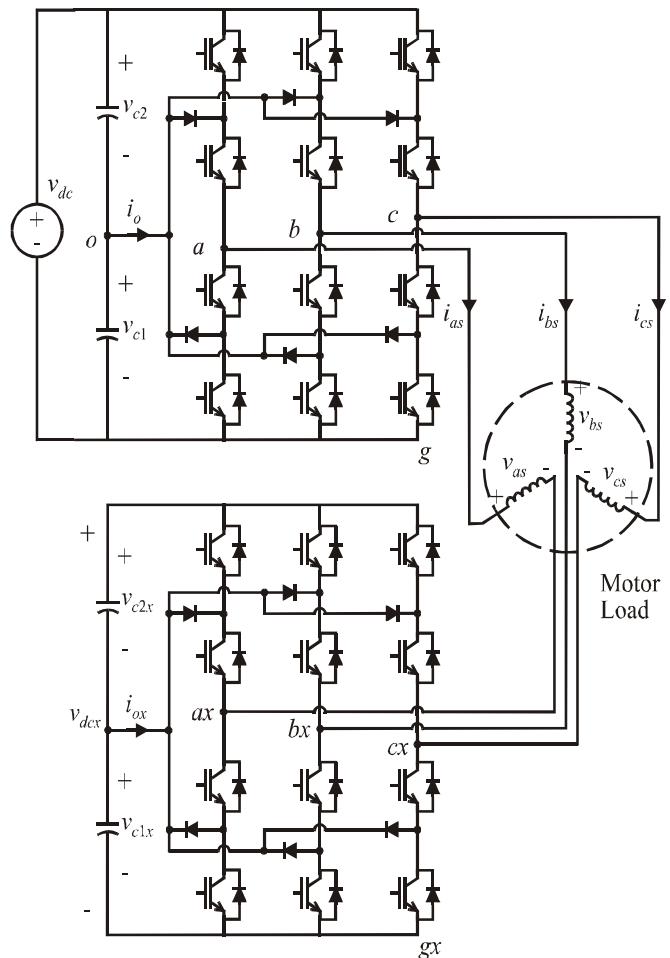 +
v_c2
-
v_dc
+
-
o
i_o
a
b
c
+
v_c1
-
i_as
i_bs
i_cs
g
+
v_bs
-
v_as
-
+
-
v_cs
+
Motor
Load
+
+
v_c2x
-
v_dcx
i_ox
ax
bx
cx
+
v_c1x
-
-
gx